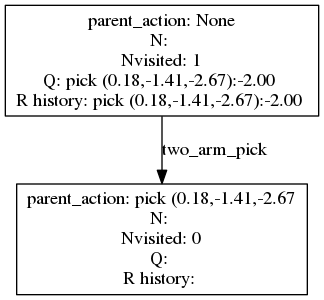 parent_action: None
N:
Nvisited: 1
Q: pick (0.18,-1.41,-2.67):-2.00
R history: pick (0.18,-1.41,-2.67):-2.00
two_arm_pick
parent_action: pick (0.18,-1.41,-2.67
N:
Nvisited: 0
Q:
R history: